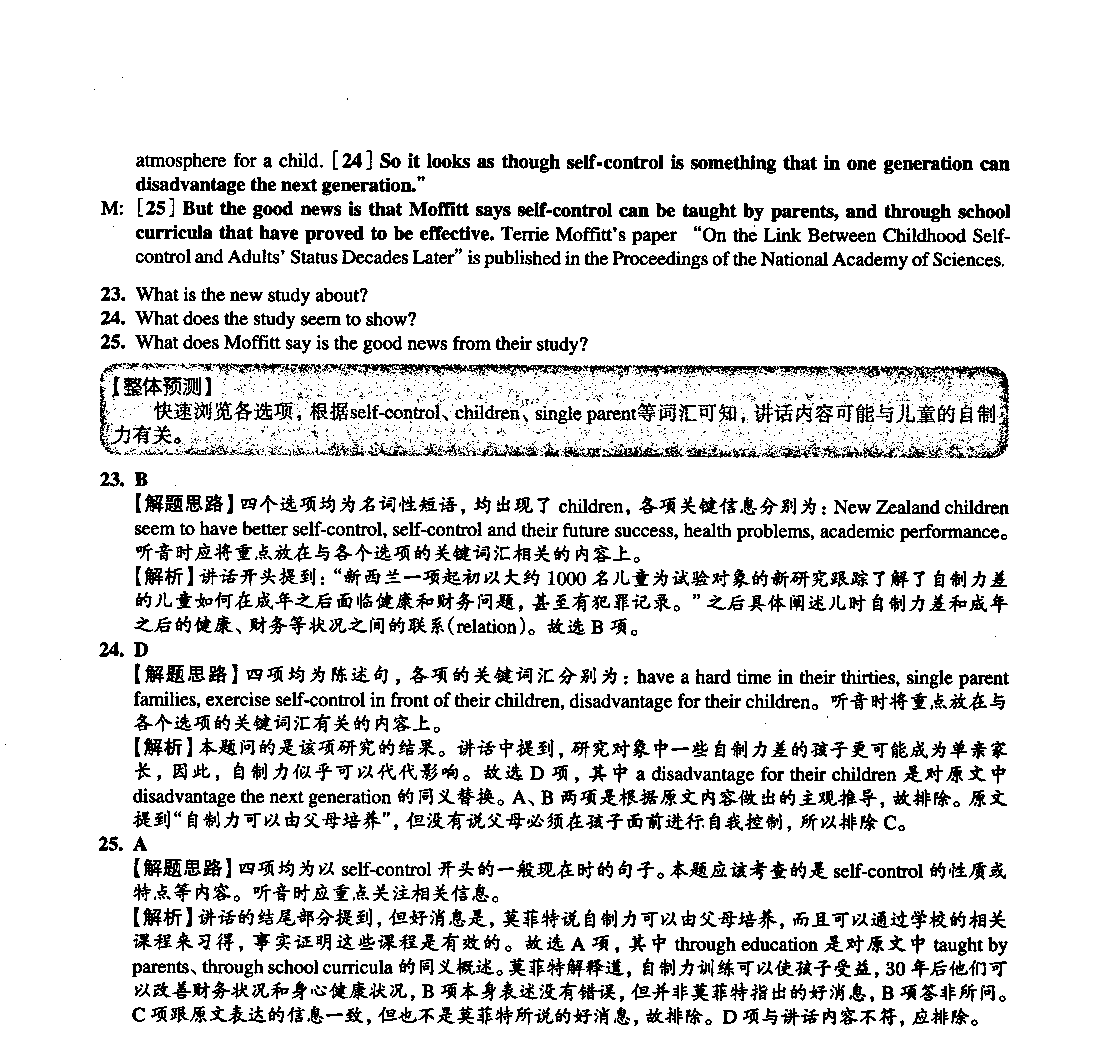 atmosphere for a child. [24] So it looks as though self-control is something that in one generation can
disadvantage the next generation."
M: [25] But the good news is that Moffitt says self-control can be taught by parents, and through school
curricula that have proved to be effective. Terrie Moffitt's paper “On the Link Between Childhood Self-
control and Adults' Status Decades Later” is published in the Proceedings of the National Academy of Sciences.
23. What is the new study about?
24. What does the study seem to show?
25. What does Moffitt say is the good news from their study?
【整体预测】
快速浏览各选项，根据self-control、children、single parent等词汇可知，讲话内容可能与儿童的自制
力有关。
23. B
【解题思路】四个选项均为名词性短语，均出现了 children，各项关键信息分别为：New Zealand children
seem to have better self-control, self-control and their future success, health problems, academic performance。
听音时应将重点放在与各个选项的关键词汇相关的内容上。
【解析】讲话开头提到：“新西兰一项起初以大约 1000 名儿童为试验对象的新研究跟踪了解了自制力差
的儿童如何在成年之后面临健康和财务问题，甚至有犯罪记录。”之后具体阐述儿时自制力差和成年
之后的健康、财务等状况之间的联系(relation)。故选 B 项。
24. D
【解题思路】四项均为陈述句，各项的关键词汇分别为：have a hard time in their thirties, single parent
families, exercise self-control in front of their children, disadvantage for their children。听音时将重点放在与
各个选项的关键词汇有关的内容上。
【解析】本题问的是该项研究的结果。讲话中提到，研究对象中一些自制力差的孩子更可能成为单亲家
长，因此，自制力似乎可以代代影响。故选 D 项，其中 a disadvantage for their children 是对原文中
disadvantage the next generation 的同义替换。A、B 两项是根据原文内容做出的主观推导，故排除。原文
提到“自制力可以由父母培养”，但没有说父母必须在孩子面前进行自我控制，所以排除 C。
25. A
【解题思路】四项均为以 self-control 开头的一般现在时的句子。本题应该考查的是 self-control 的性质或
特点等内容。听音时应重点关注相关信息。
【解析】讲话的结尾部分提到，但好消息是，莫菲特说自制力可以由父母培养，而且可以通过学校的相关
课程来习得，事实证明这些课程是有效的。故选 A 项，其中 through education 是对原文中 taught by
parents、through school curricula 的同义概述。莫菲特解释道，自制力训练可以使孩子受益，30 年后他们可
以改善财务状况和身心健康状况，B 项本身表述没有错误，但并非莫菲特指出的好消息，B 项答非所问。
C 项跟原文表达的信息一致，但也不是莫菲特所说的好消息，故排除。D 项与讲话内容不符，应排除。